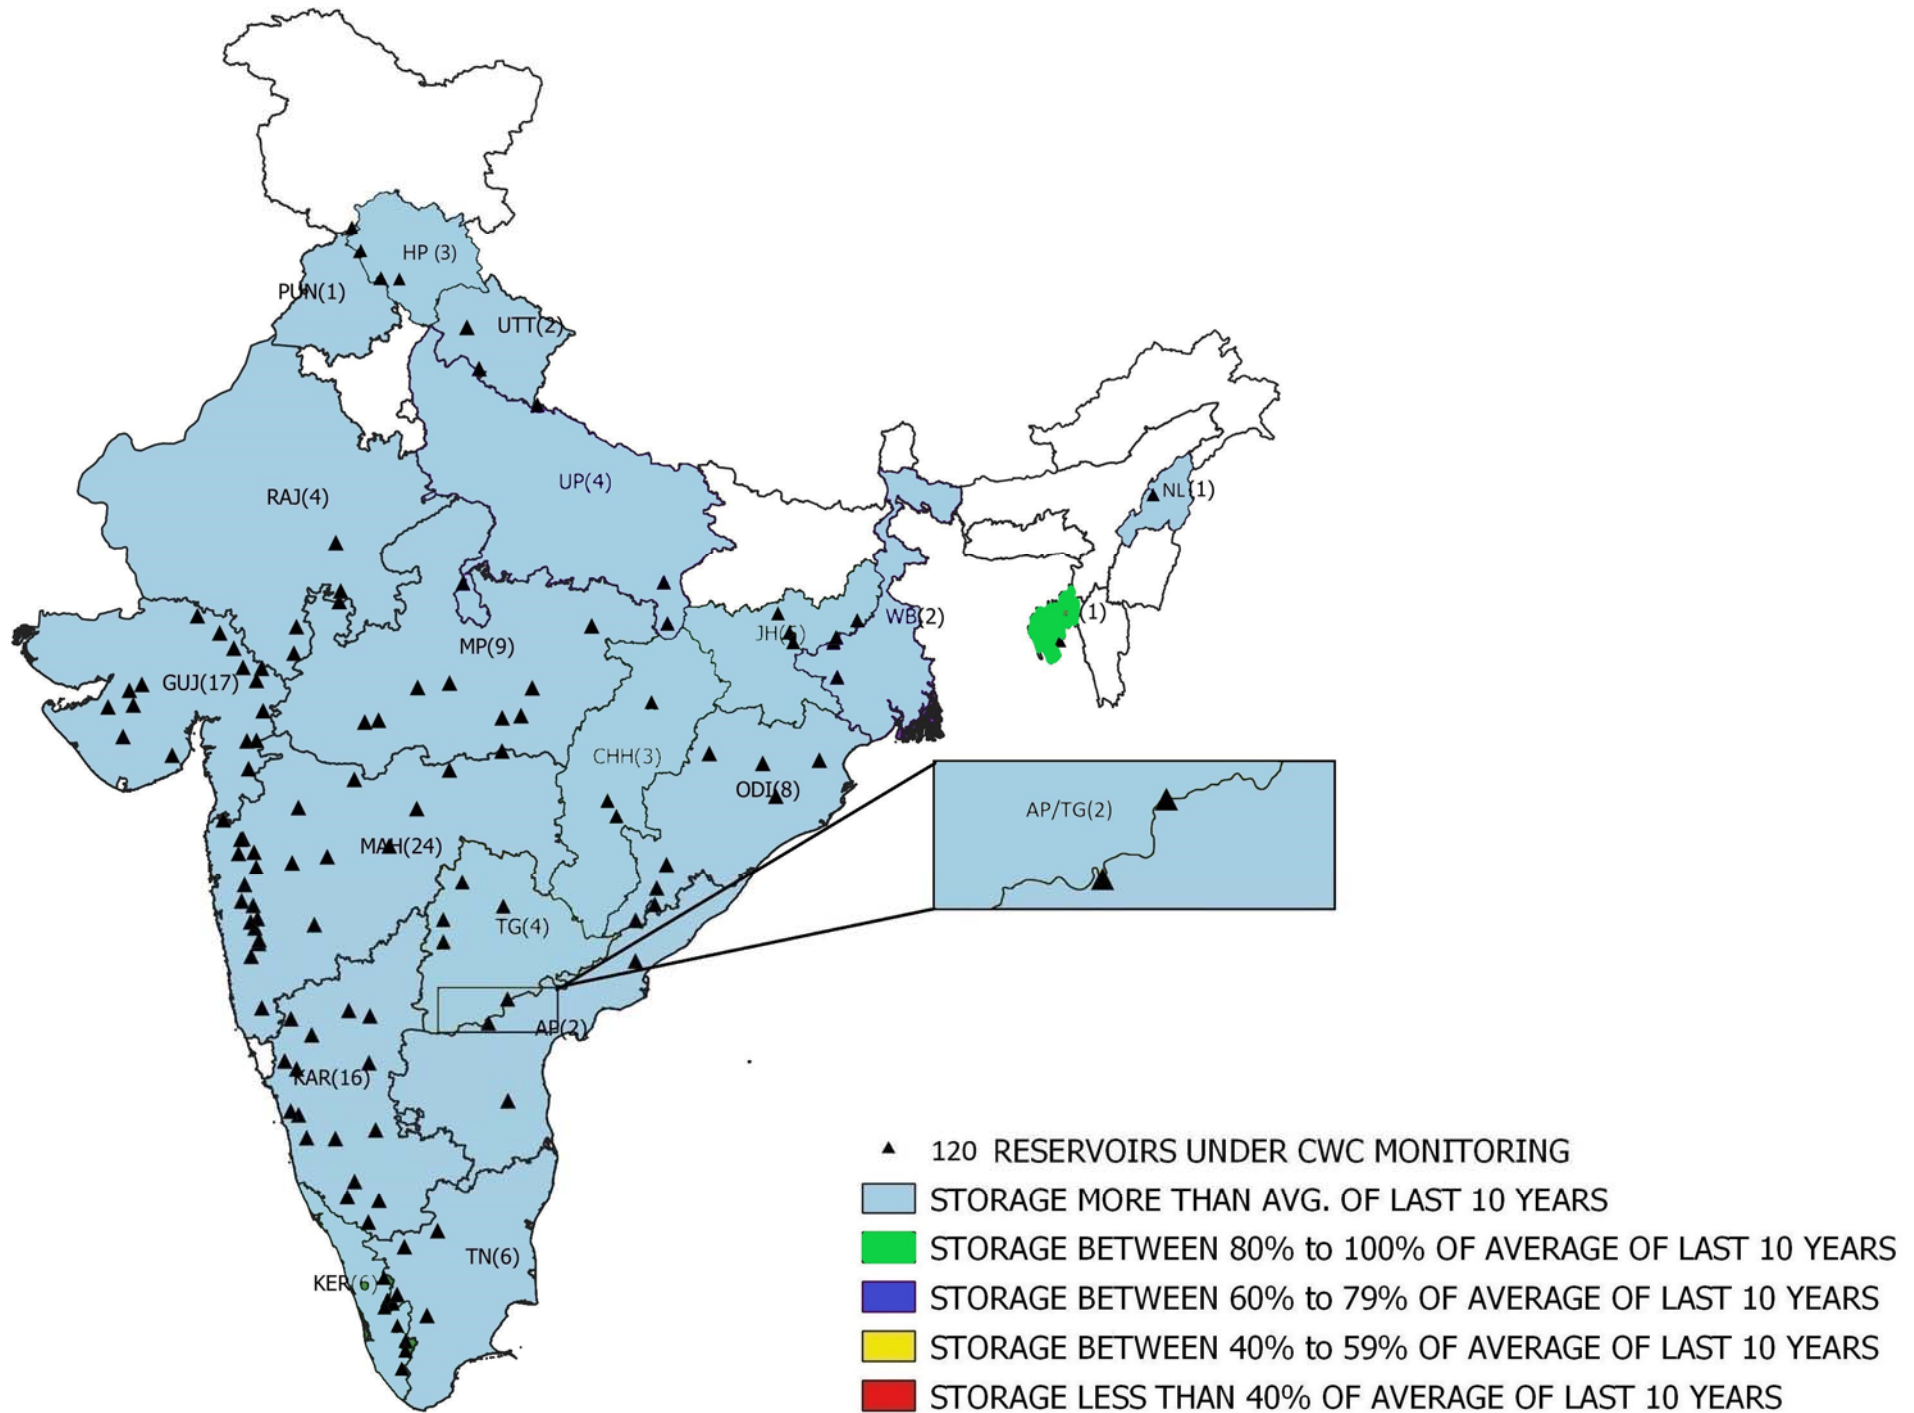 HP (3)
PUN(1)
UTT(2)
UP(4)
RAJ(4)
NL(1)
(1)
WB(2)
JH(5)
MP(9)
GUJ(17)
CHH(3)
ODI(8)
AP/TG(2)
MAH(24)
TG(4)
AP(2)
KAR(16)
TN(6)
KER(6)
120 RESERVOIRS UNDER CWC MONITORING
STORAGE MORE THAN AVG. OF LAST 10 YEARS
STORAGE BETWEEN 80% to 100% OF AVERAGE OF LAST 10 YEARS
STORAGE BETWEEN 60% to 79% OF AVERAGE OF LAST 10 YEARS
STORAGE BETWEEN 40% to 59% OF AVERAGE OF LAST 10 YEARS
STORAGE LESS THAN 40% OF AVERAGE OF LAST 10 YEARS